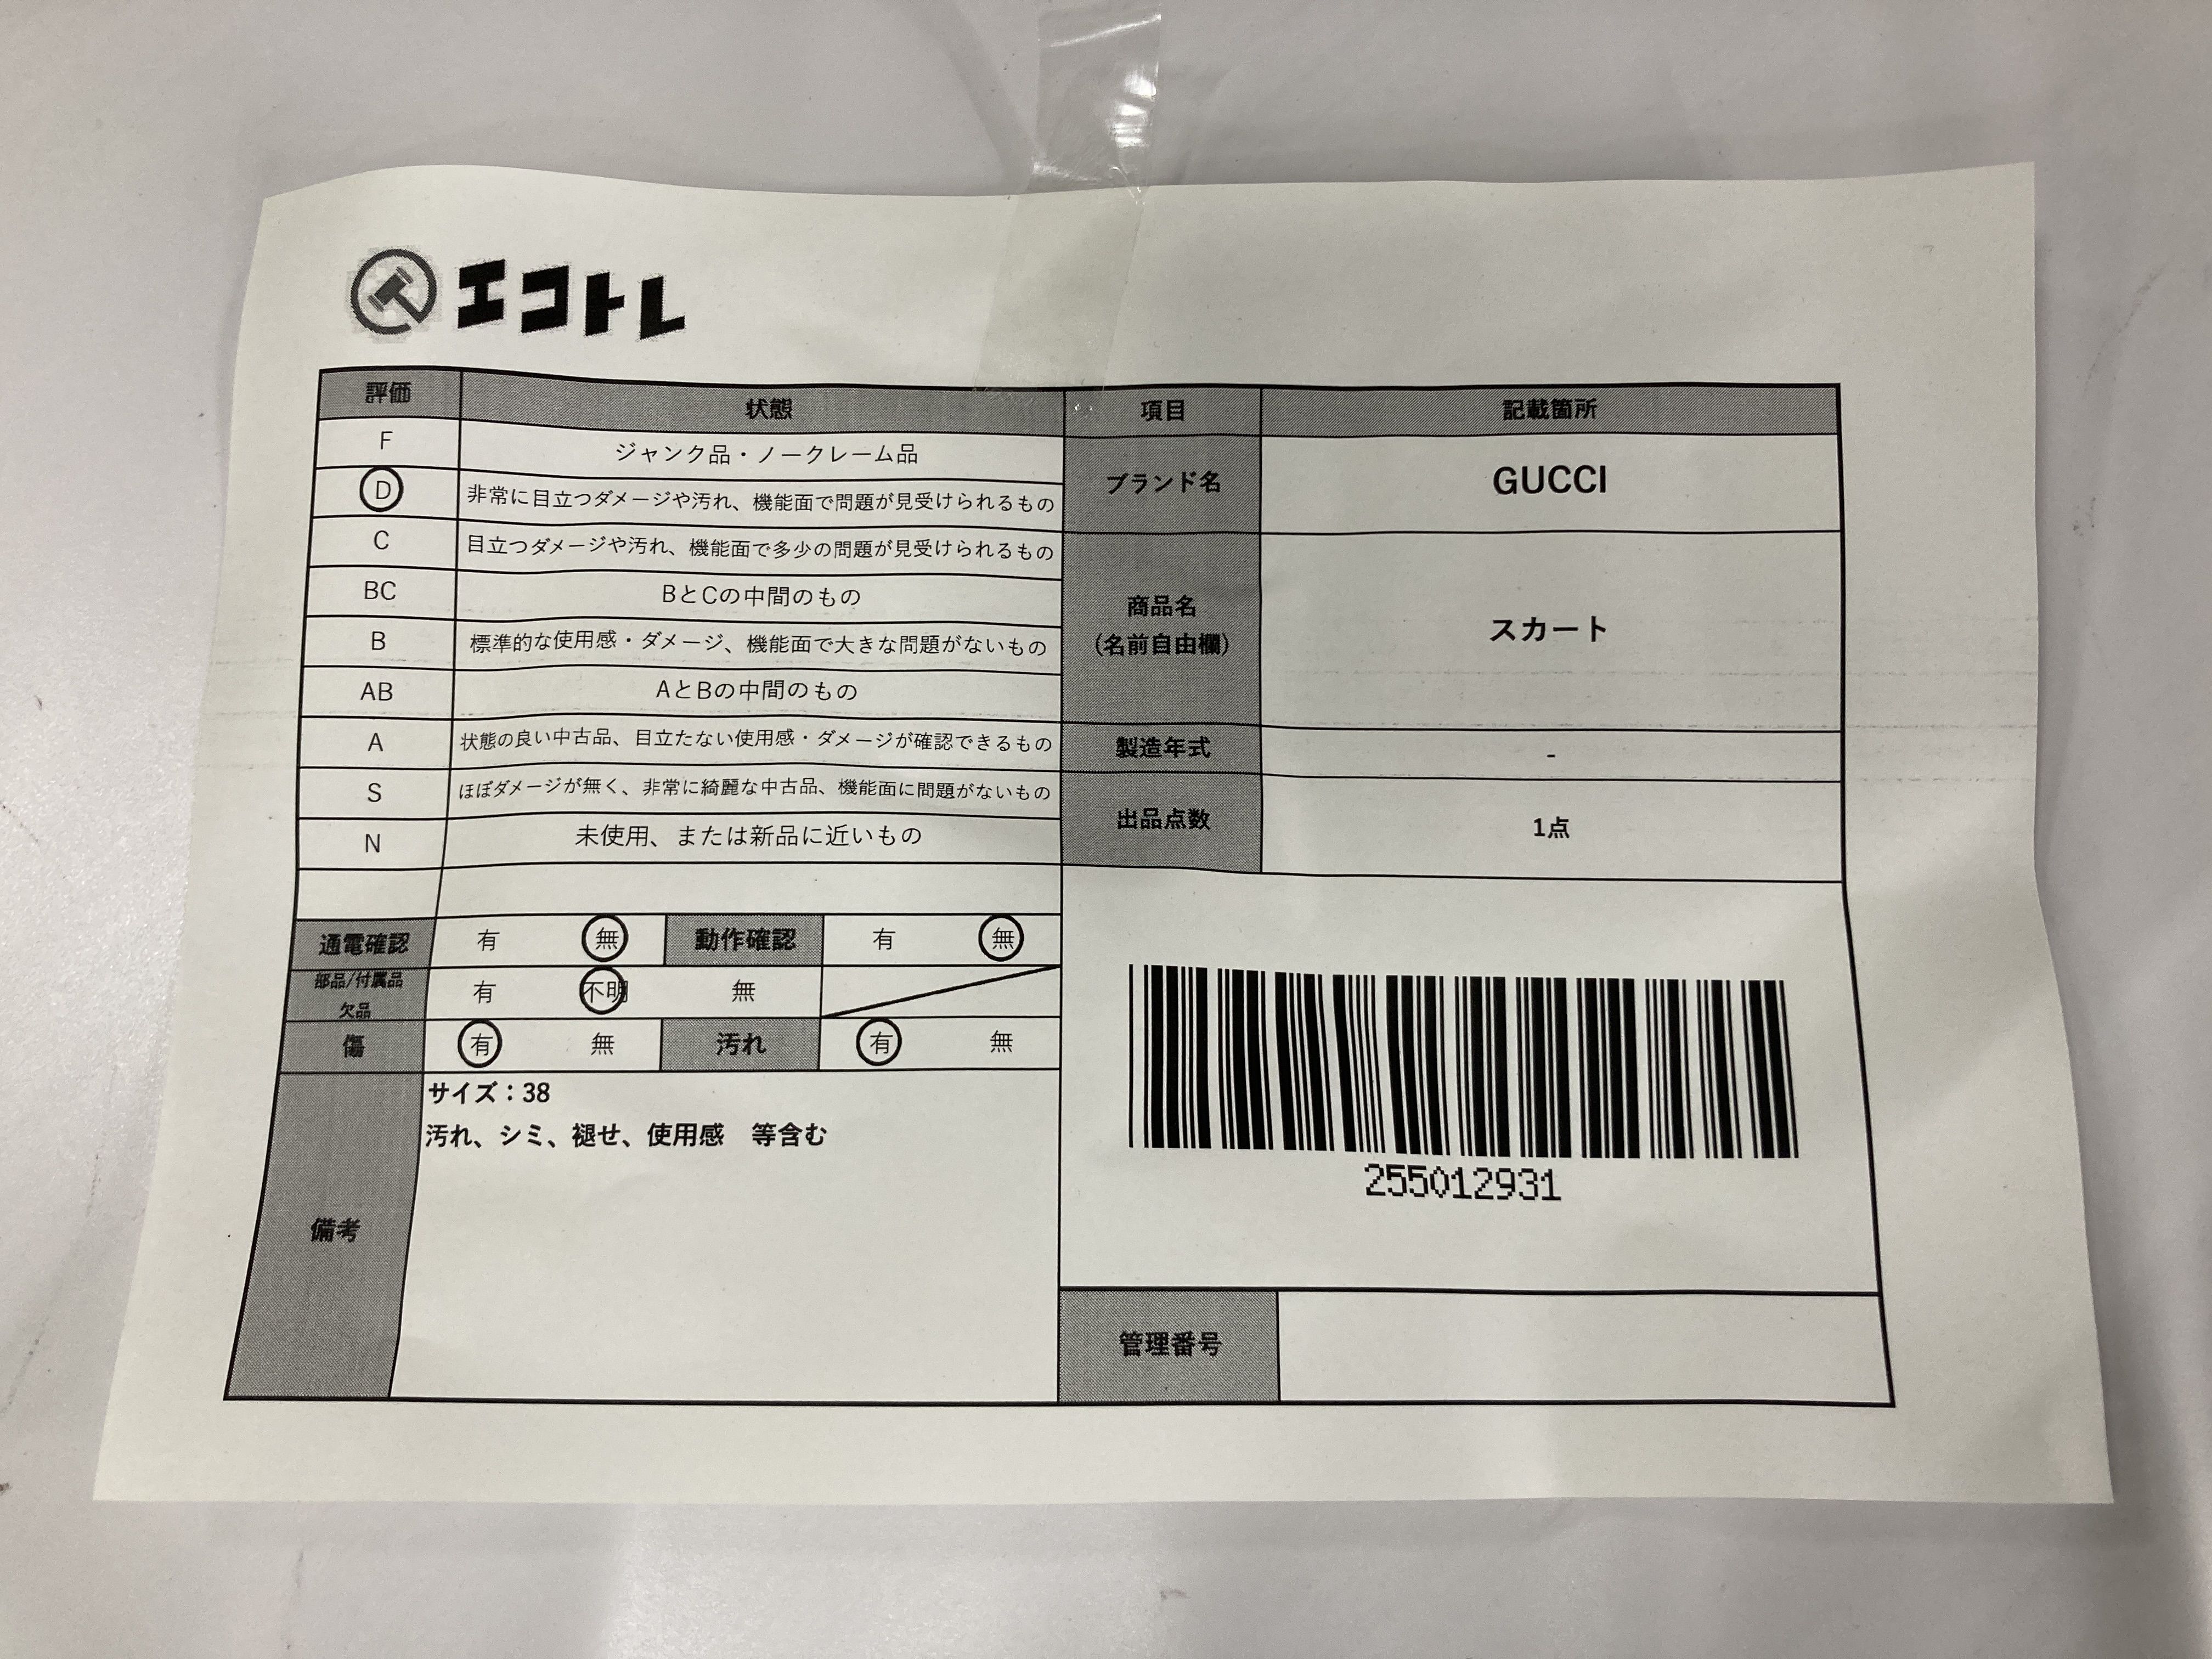 エコトレ
評価 状態 項目 記載箇所
F ジャンク品・ノークレーム品
D 非常に目立つダメージや汚れ、機能面で問題が見受けられるもの
ブランド名 GUCCI
C 目立つダメージや汚れ、機能面で多少の問題が見受けられるもの
BC BとCの中間のもの
B 標準的な使用感・ダメージ、機能面で大きな問題がないもの
商品名
(名前自由欄)
スカート
AB AとBの中間のもの
A 状態の良い中古品、目立たない使用感・ダメージが確認できるもの
製造年式 -
S ほぼダメージが無く、非常に綺麗な中古品、機能面に問題がないもの
N 未使用、または新品に近いもの
出品点数 1点
通電確認 有 無 動作確認 有 無
部品/付属品
欠品
有 不明 無
傷 有 無 汚れ 有 無
備考
サイズ：38
汚れ、シミ、褪せ、使用感 等含む
255012931
管理番号